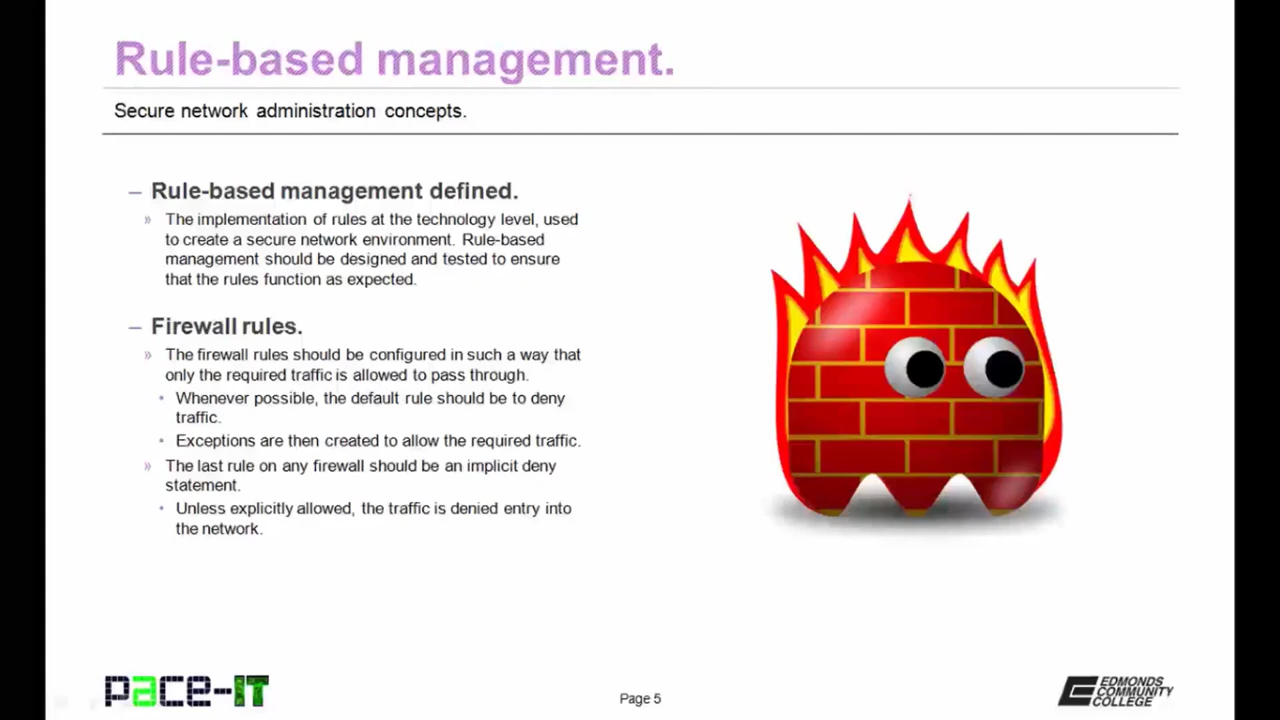 Rule-based management.
Secure network administration concepts.
– Rule-based management defined.
» The implementation of rules at the technology level, used
to create a secure network environment. Rule-based
management should be designed and tested to ensure
that the rules function as expected.
– Firewall rules.
» The firewall rules should be configured in such a way that
only the required traffic is allowed to pass through.
• Whenever possible, the default rule should be to deny
traffic.
• Exceptions are then created to allow the required traffic.
» The last rule on any firewall should be an implicit deny
statement.
• Unless explicitly allowed, the traffic is denied entry into
the network.
pace-IT
Page 5
EDMONDS
COMMUNITY
COLLEGE